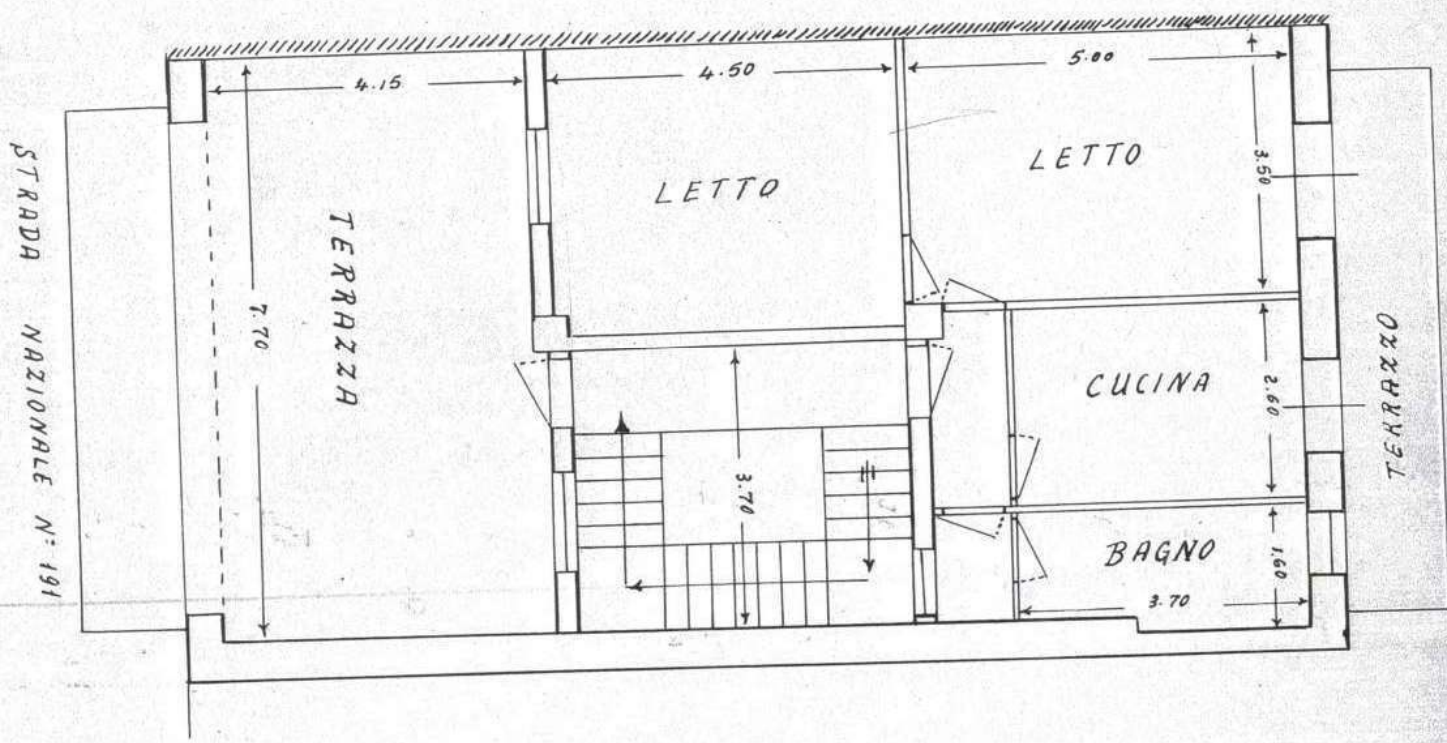 4.15
4.50
5.00
LETTO
LETTO
3.50
TERRAZZA
7.70
STRADA NAZIONALE N° 191
3.70
CUCINA
2.60
TERRAZZO
BAGNO
1.60
3.70